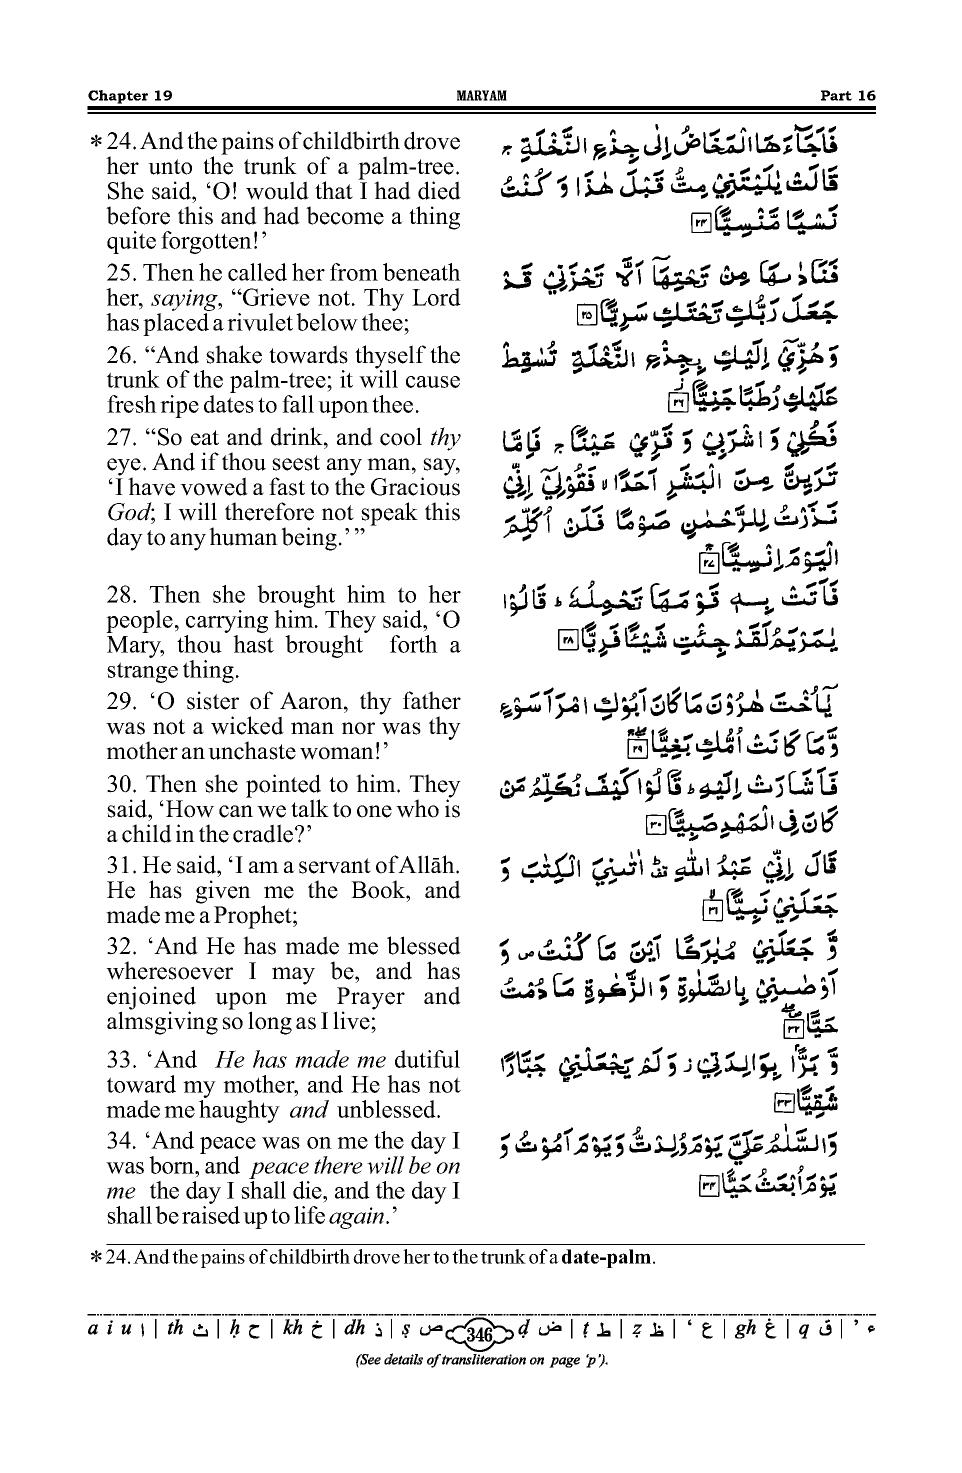 Chapter 19 MARYAM Part 16
* 24. And the pains of childbirth drove
her unto the trunk of a palm-tree.
She said, ‘O! would that I had died
before this and had become a thing
quite forgotten!’
25. Then he called her from beneath
her, saying, “Grieve not. Thy Lord
has placed a rivulet below thee;
26. “And shake towards thyself the
trunk of the palm-tree; it will cause
fresh ripe dates to fall upon thee.
27. “So eat and drink, and cool thy
eye. And if thou seest any man, say,
‘I have vowed a fast to the Gracious
God; I will therefore not speak this
day to any human being.’ ”
28. Then she brought him to her
people, carrying him. They said, ‘O
Mary, thou hast brought forth a
strange thing.
29. ‘O sister of Aaron, thy father
was not a wicked man nor was thy
mother an unchaste woman!’
30. Then she pointed to him. They
said, ‘How can we talk to one who is
a child in the cradle?’
31. He said, ‘I am a servant of Allāh.
He has given me the Book, and
made me a Prophet;
32. ‘And He has made me blessed
wheresoever I may be, and has
enjoined upon me Prayer and
almsgiving so long as I live;
33. ‘And He has made me dutiful
toward my mother, and He has not
made me haughty and unblessed.
34. ‘And peace was on me the day I
was born, and peace there will be on
me the day I shall die, and the day I
shall be raised up to life again.’
فَاَجَآءَهَا الْمَخَاضُ اِلٰى جِذْعِ النَّخْلَةِ ۚ
قَالَتْ يٰلَيْتَنِيْ مِتُّ قَبْلَ هٰذَا وَ كُنْتُ
نَسْيًا مَّنْسِيًّا ۲۴
فَنَادٰىهَا مِنْ تَحْتِهَاۤ اَلَّا تَحْزَنِيْ قَدْ
جَعَلَ رَبُّكِ تَحْتَكِ سَرِيًّا ۲۵
وَ هُزِّيْۤ اِلَيْكِ بِجِذْعِ النَّخْلَةِ تُسٰقِطْ
عَلَيْكِ رُطَبًا جَنِيًّا ۲۶
فَكُلِيْ وَ اشْرَبِيْ وَ قَرِّيْ عَيْنًا ۚ فَاِمَّا
تَرَيِنَّ مِنَ الْبَشَرِ اَحَدًا ۙ فَقُوْلِيْۤ اِنِّيْ
نَذَرْتُ لِلرَّحْمٰنِ صَوْمًا فَلَنْ اُكَلِّمَ
الْيَوْمَ اِنْسِيًّا ۲۷
فَاَتَتْ بِهٖ قَوْمَهَا تَحْمِلُهٗ ؕ قَالُوْا
يٰمَرْيَمُ لَقَدْ جِئْتِ شَيْـًٔا فَرِيًّا ۲۸
يٰۤاُخْتَ هٰرُوْنَ مَا كَانَ اَبُوْكِ امْرَاَ سَوْءٍ
وَّ مَا كَانَتْ اُمُّكِ بَغِيًّا ۲۹
فَاَشَارَتْ اِلَيْهِ ؕ قَالُوْا كَيْفَ نُكَلِّمُ مَنْ
كَانَ فِي الْمَهْدِ صَبِيًّا ۳۰
قَالَ اِنِّيْ عَبْدُ اللّٰهِ ؕ۟ اٰتٰىنِيَ الْكِتٰبَ وَ
جَعَلَنِيْ نَبِيًّا ۳۱
وَّ جَعَلَنِيْ مُبٰرَكًا اَيْنَ مَا كُنْتُ ۪ وَ
اَوْصٰنِيْ بِالصَّلٰوةِ وَ الزَّكٰوةِ مَا دُمْتُ
حَيًّا ۳۲
وَّ بَرًّۢا بِوَالِدَتِيْ ؗ وَ لَمْ يَجْعَلْنِيْ جَبَّارًا
شَقِيًّا ۳۳
وَ السَّلٰمُ عَلَيَّ يَوْمَ وُلِدْتُّ وَ يَوْمَ اَمُوْتُ وَ
يَوْمَ اُبْعَثُ حَيًّا ۳۴
* 24. And the pains of childbirth drove her to the trunk of a date-palm.
a i u ا | th ث | ḥ ح | kh خ | dh ذ | ṣ ص 346 ḍ ض | ṭ ط | ẓ ظ | ‘ ع | gh غ | q ق | ’ ء
(See details of transliteration on page ‘p’).